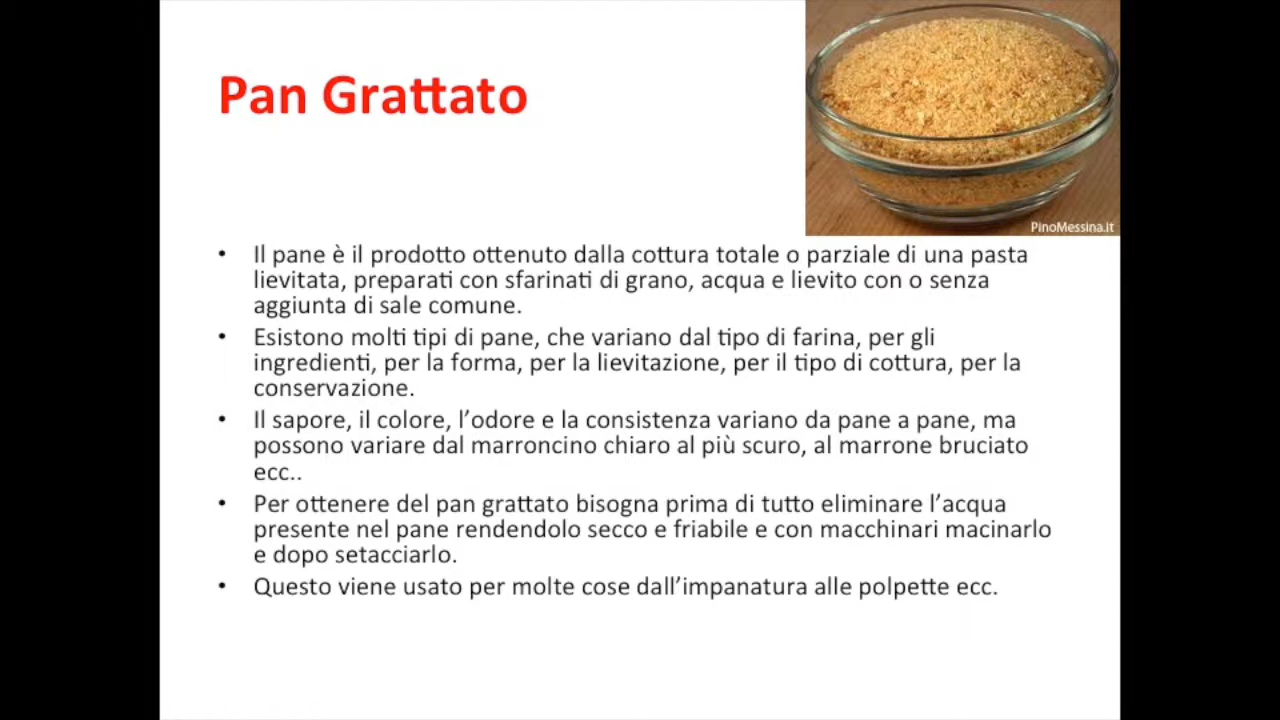 Pan Grattato
PinoMessina.it
• Il pane è il prodotto ottenuto dalla cottura totale o parziale di una pasta
lievitata, preparati con sfarinati di grano, acqua e lievito con o senza
aggiunta di sale comune.
• Esistono molti tipi di pane, che variano dal tipo di farina, per gli
ingredienti, per la forma, per la lievitazione, per il tipo di cottura, per la
conservazione.
• Il sapore, il colore, l’odore e la consistenza variano da pane a pane, ma
possono variare dal marroncino chiaro al più scuro, al marrone bruciato
ecc..
• Per ottenere del pan grattato bisogna prima di tutto eliminare l’acqua
presente nel pane rendendolo secco e friabile e con macchinari macinarlo
e dopo setacciarlo.
• Questo viene usato per molte cose dall’impanatura alle polpette ecc.